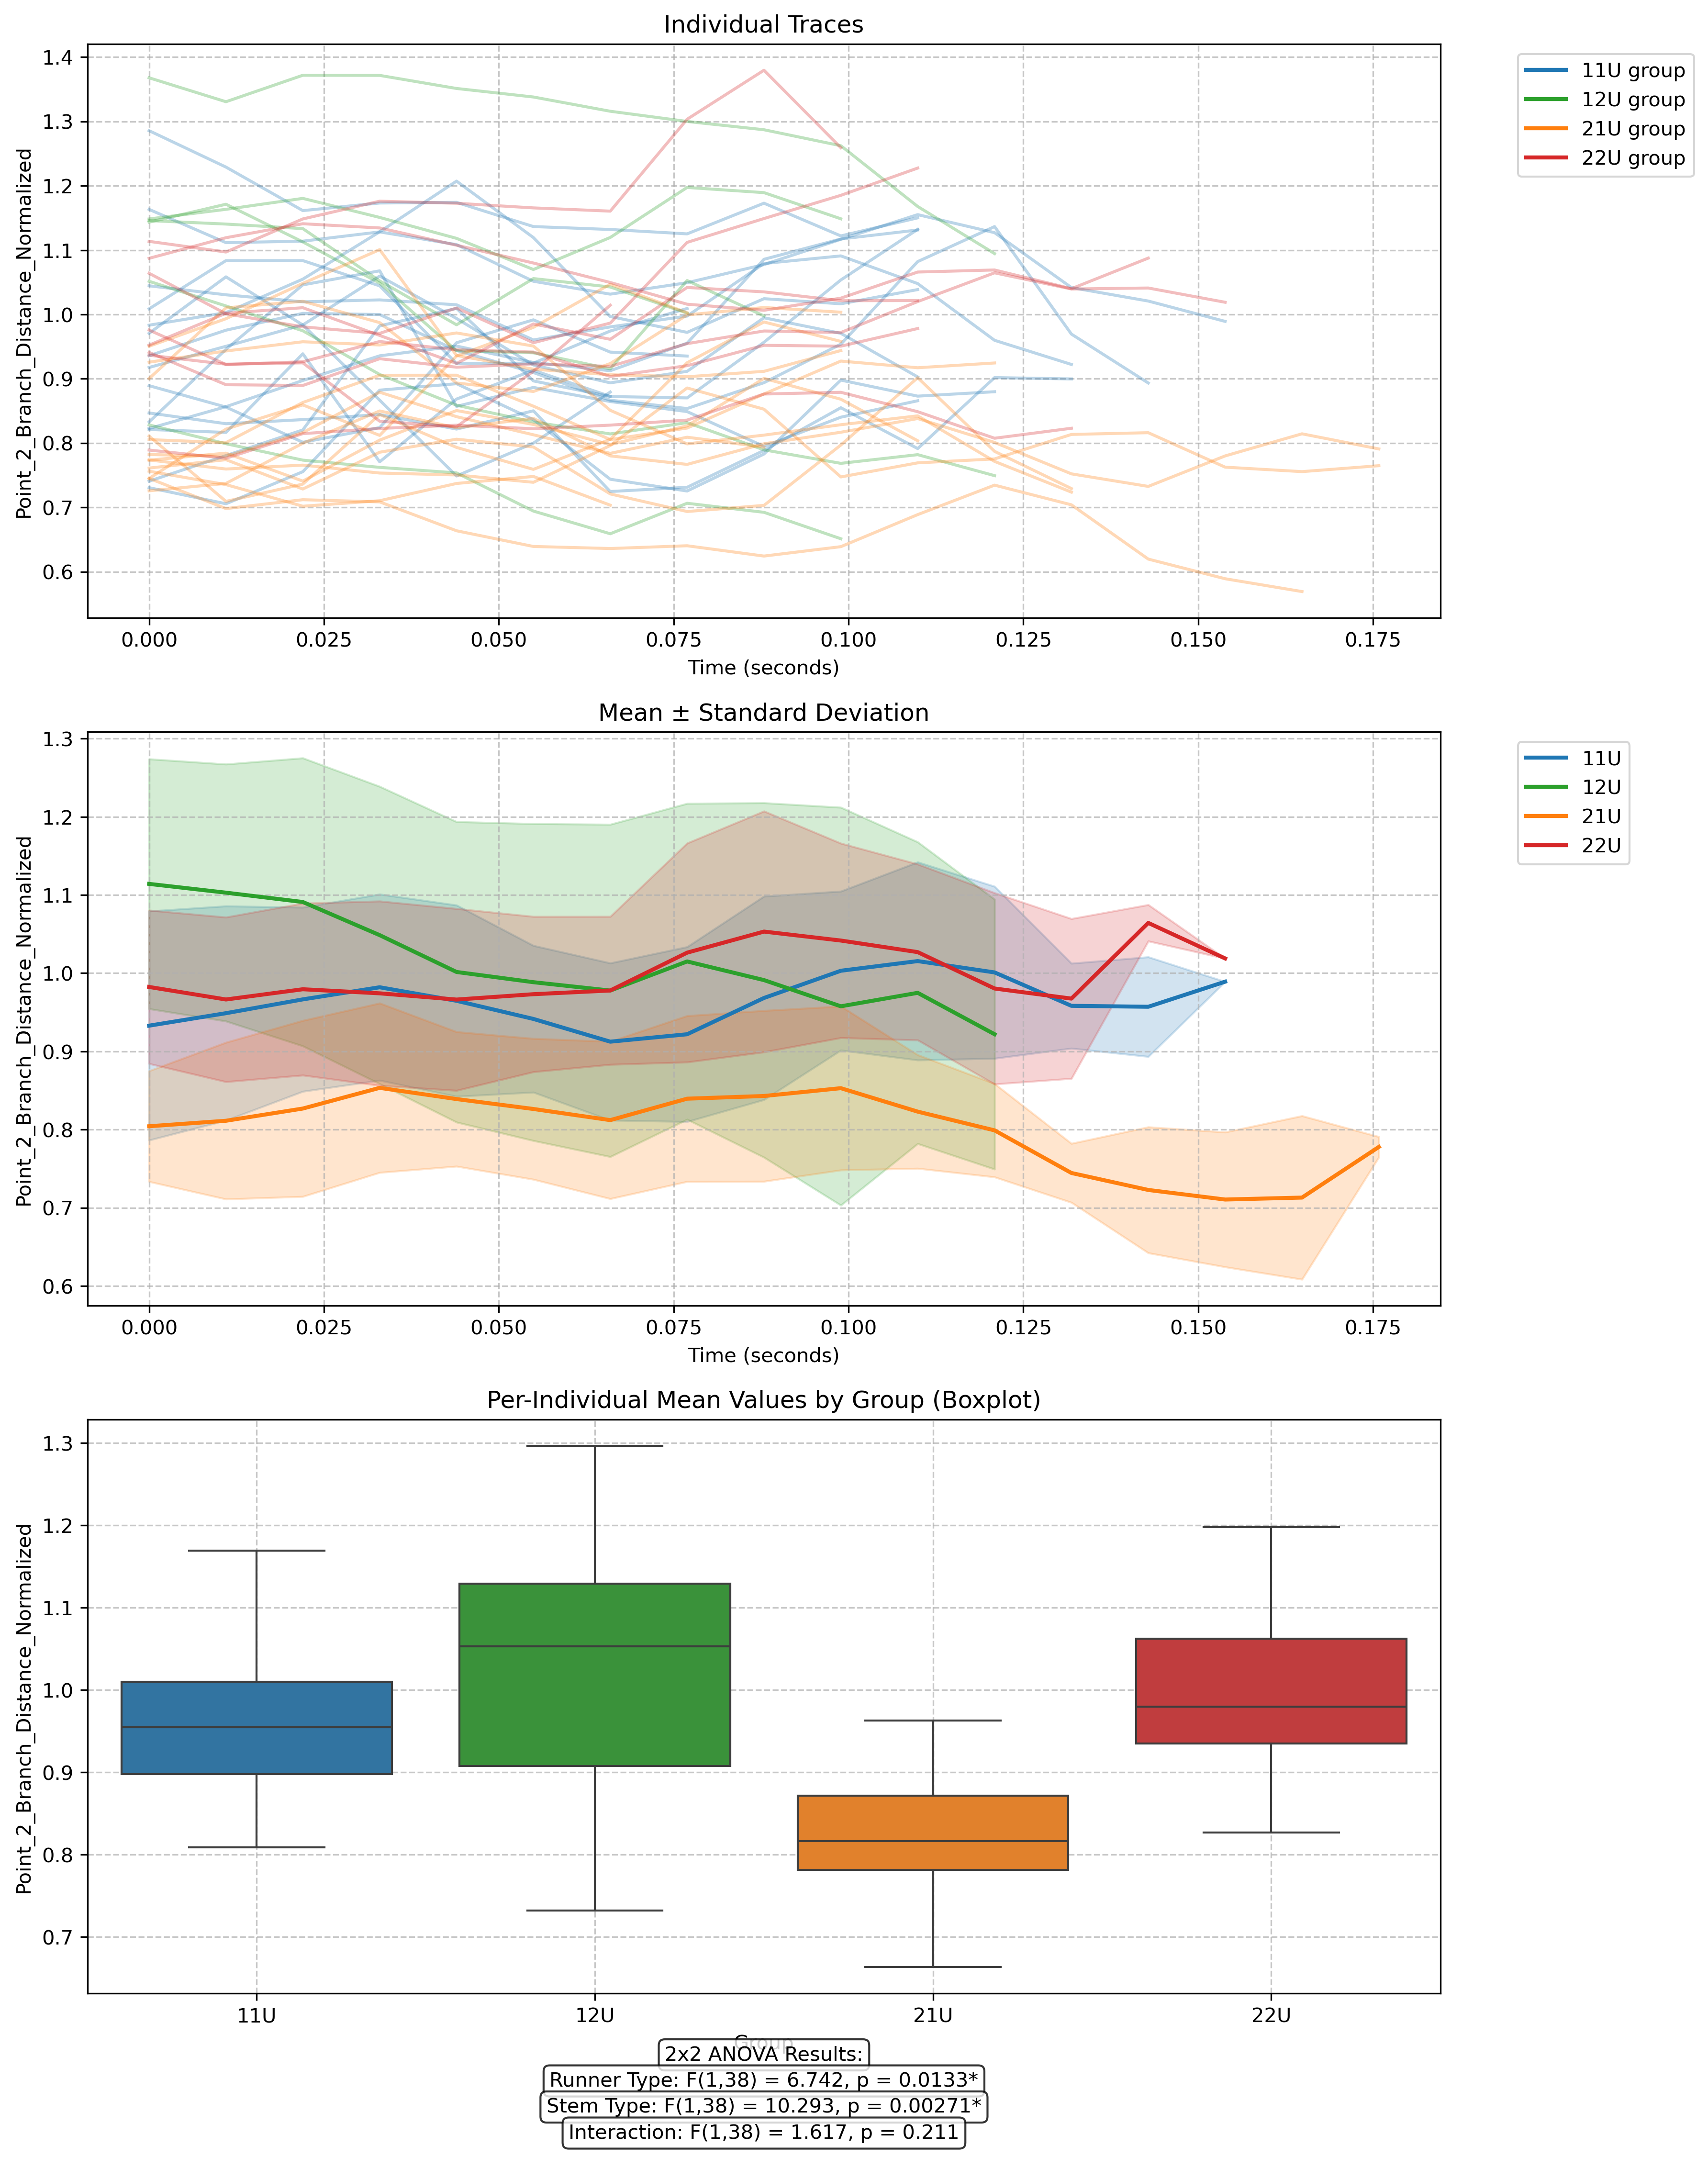 Individual Traces
1.4
1.3
1.2
1.1
1.0
0.9
0.8
0.7
0.6
Point_2_Branch_Distance_Normalized
0.000 0.025 0.050 0.075 0.100 0.125 0.150 0.175
Time (seconds)
11U group
12U group
21U group
22U group
Mean ± Standard Deviation
1.3
1.2
1.1
1.0
0.9
0.8
0.7
0.6
Point_2_Branch_Distance_Normalized
0.000 0.025 0.050 0.075 0.100 0.125 0.150 0.175
Time (seconds)
11U
12U
21U
22U
Per-Individual Mean Values by Group (Boxplot)
1.3
1.2
1.1
1.0
0.9
0.8
0.7
Point_2_Branch_Distance_Normalized
11U 12U 21U 22U
Group
2x2 ANOVA Results:
Runner Type: F(1,38) = 6.742, p = 0.0133*
Stem Type: F(1,38) = 10.293, p = 0.00271*
Interaction: F(1,38) = 1.617, p = 0.211